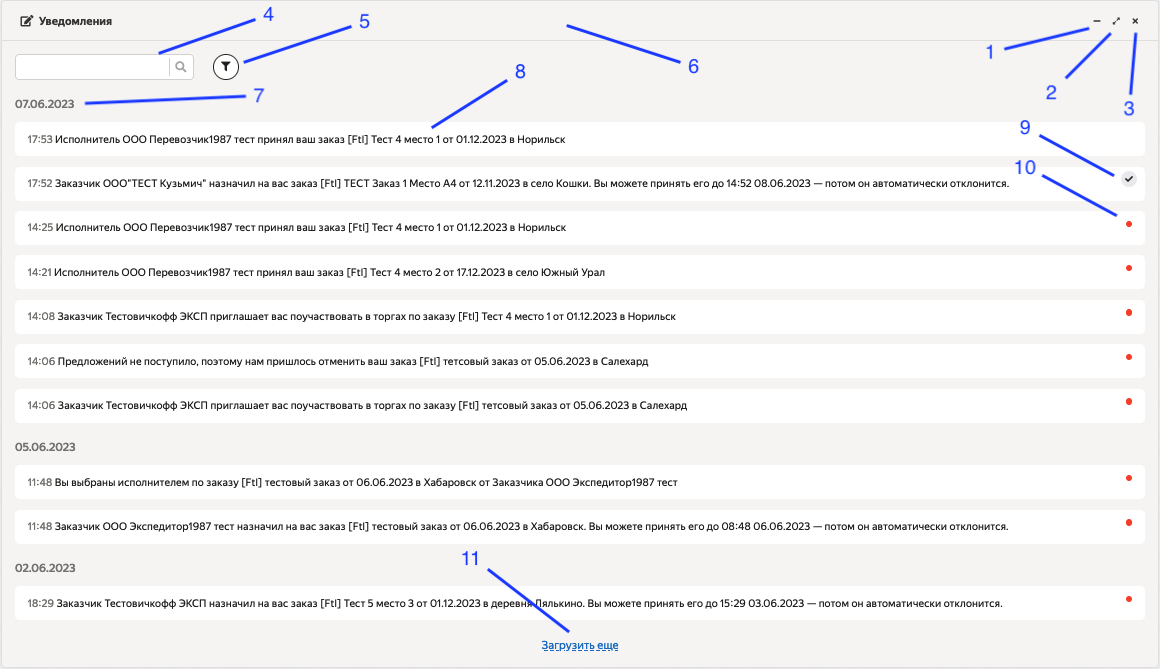 Уведомления
4
5
6
1
2
3
07.06.2023
7
8
9
10
17:53 Исполнитель ООО Перевозчик1987 тест принял ваш заказ [Ftl] Тест 4 место 1 от 01.12.2023 в Норильск
17:52 Заказчик ООО"ТЕСТ Кузьмич" назначил на вас заказ [Ftl] ТЕСТ Заказ 1 Место А4 от 12.11.2023 в село Кошки. Вы можете принять его до 14:52 08.06.2023 — потом он автоматически отклонится.
14:25 Исполнитель ООО Перевозчик1987 тест принял ваш заказ [Ftl] Тест 4 место 1 от 01.12.2023 в Норильск
14:21 Исполнитель ООО Перевозчик1987 тест принял ваш заказ [Ftl] Тест 4 место 2 от 17.12.2023 в село Южный Урал
14:08 Заказчик Тестовичкофф ЭКСП приглашает вас поучаствовать в торгах по заказу [Ftl] Тест 4 место 1 от 01.12.2023 в Норильск
14:06 Предложений не поступило, поэтому нам пришлось отменить ваш заказ [Ftl] тетсовый заказ от 05.06.2023 в Салехард
14:06 Заказчик Тестовичкофф ЭКСП приглашает вас поучаствовать в торгах по заказу [Ftl] тетсовый заказ от 05.06.2023 в Салехард
05.06.2023
11:48 Вы выбраны исполнителем по заказу [Ftl] тестовый заказ от 06.06.2023 в Хабаровск от Заказчика ООО Экспедитор1987 тест
11:48 Заказчик ООО Экспедитор1987 тест назначил на вас заказ [Ftl] тестовый заказ от 06.06.2023 в Хабаровск. Вы можете принять его до 08:48 06.06.2023 — потом он автоматически отклонится.
02.06.2023
11
18:29 Заказчик Тестовичкофф ЭКСП назначил на вас заказ [Ftl] Тест 5 место 3 от 01.12.2023 в деревня Лялькино. Вы можете принять его до 15:29 03.06.2023 — потом он автоматически отклонится.
Загрузить еще